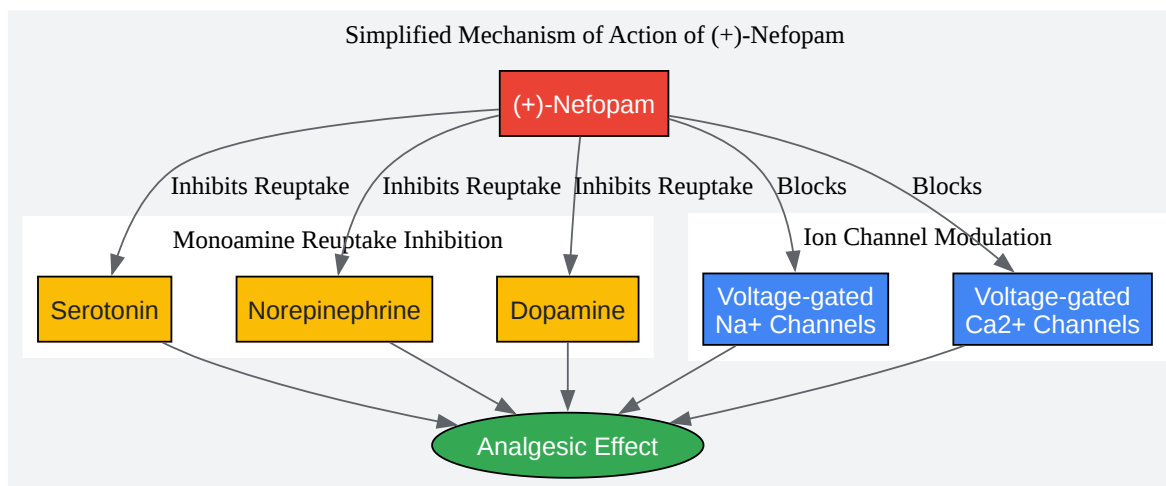 Simplified Mechanism of Action of (+)-Nefopam
(+)-Nefopam
Inhibits Reuptake
Inhibits Reuptake
Inhibits Reuptake
Blocks
Blocks
Monoamine Reuptake Inhibition
Ion Channel Modulation
Serotonin
Norepinephrine
Dopamine
Voltage-gated
Na+ Channels
Voltage-gated
Ca2+ Channels
Analgesic Effect